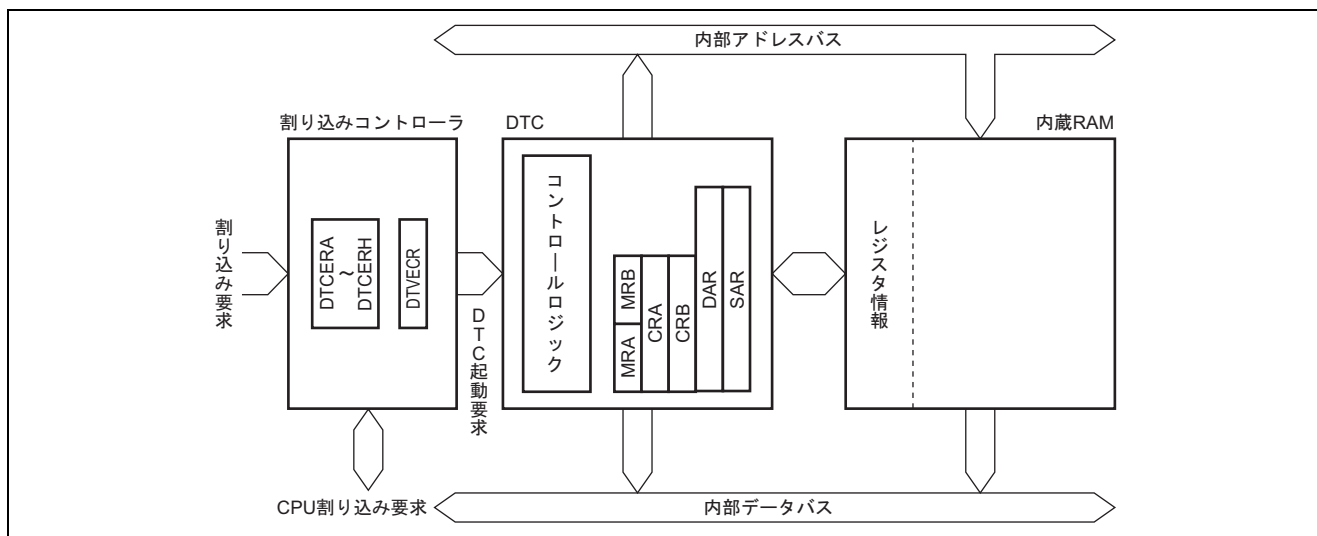 内部アドレスバス
割り込みコントローラ
DTC
内蔵RAM
割り込み要求
DTCERA
～
DTCERH
DTVECR
DTC起動要求
コントロールロジック
MRA
MRB
CRA
CRB
DAR
SAR
レジスタ情報
CPU割り込み要求
内部データバス